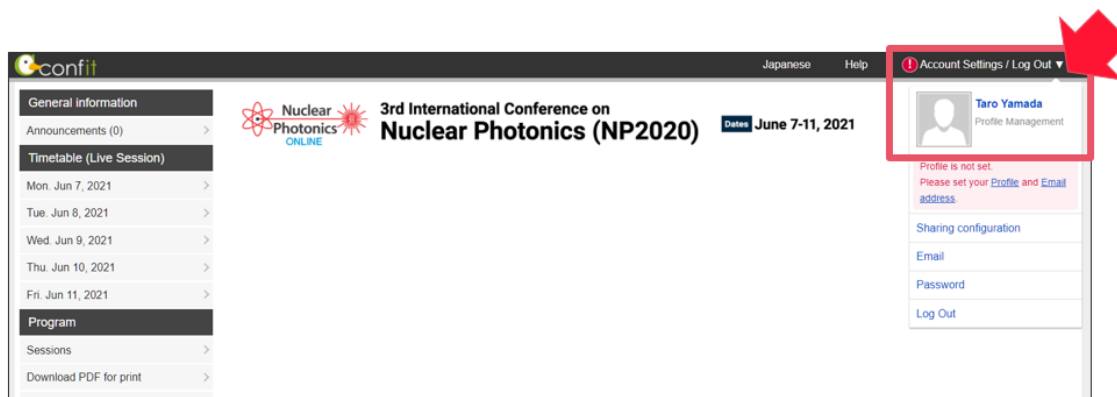 confit
Japanese
Help
! Account Settings / Log Out ▼
General information
Announcements (0)
Timetable (Live Session)
Mon. Jun 7, 2021
Tue. Jun 8, 2021
Wed. Jun 9, 2021
Thu. Jun 10, 2021
Fri. Jun 11, 2021
Program
Sessions
Download PDF for print
Nuclear
Photonics
ONLINE
3rd International Conference on
Nuclear Photonics (NP2020)
Dates June 7-11, 2021
Taro Yamada
Profile Management
Profile is not set.
Please set your Profile and Email
address.
Sharing configuration
Email
Password
Log Out